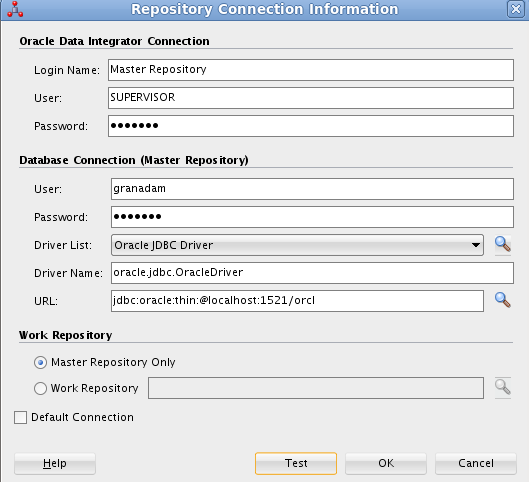 Repository Connection Information
Oracle Data Integrator Connection
Login Name: Master Repository
User: SUPERVISOR
Password: •••••••
Database Connection (Master Repository)
User: granadam
Password: •••••••
Driver List: Oracle JDBC Driver
Driver Name: oracle.jdbc.OracleDriver
URL: jdbc:oracle:thin:@localhost:1521/orcl
Work Repository
Master Repository Only
Work Repository
Default Connection
Help Test OK Cancel